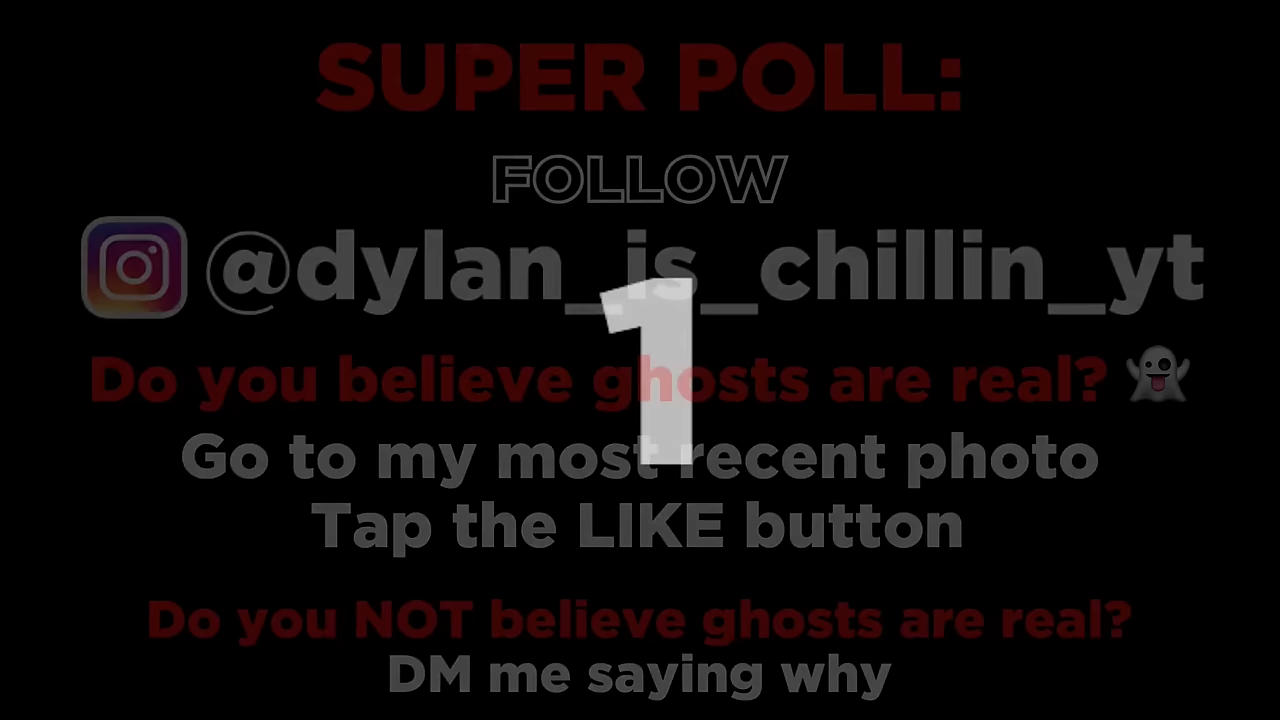 SUPER POLL:
FOLLOW
@dylan_is_chillin_yt
1
Do you believe ghosts are real? 👻
Go to my most recent photo
Tap the LIKE button
Do you NOT believe ghosts are real?
DM me saying why